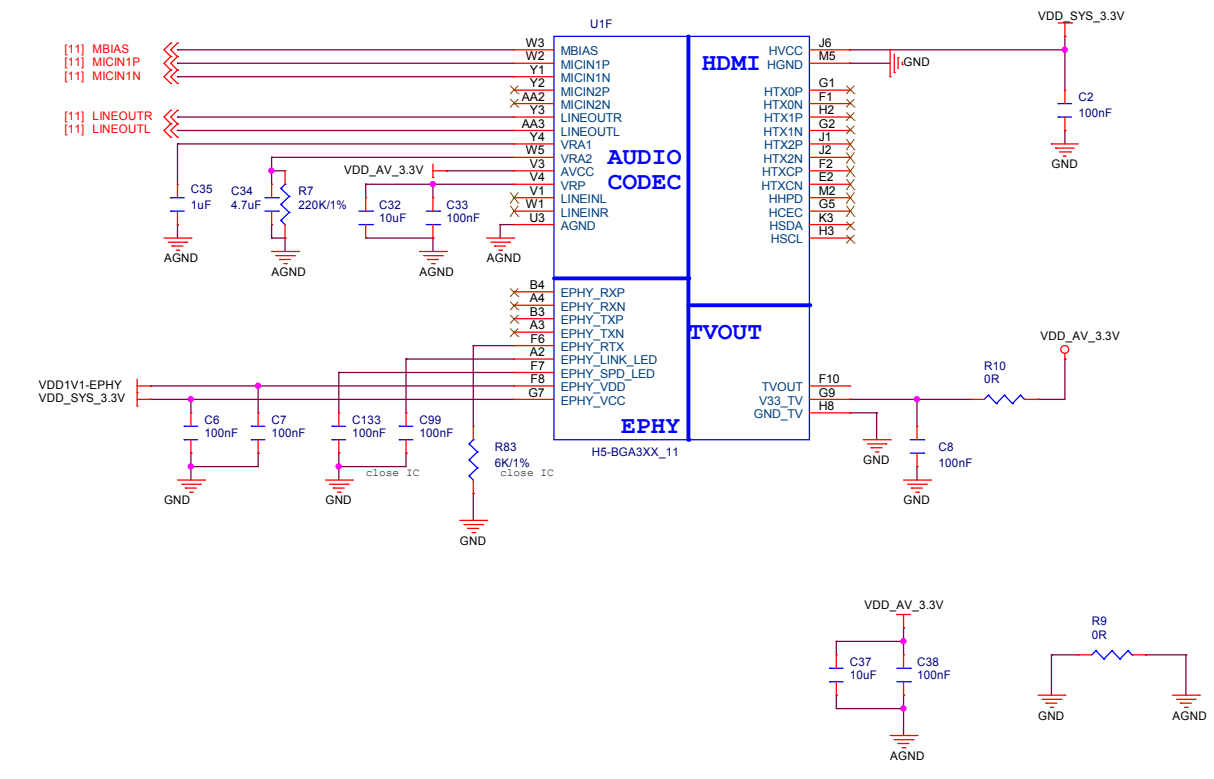 U1F
VDD_SYS_3.3V
[11] MBIAS
[11] MICIN1P
[11] MICIN1N
[11] LINEOUTR
[11] LINEOUTL
W3 MBIAS
W2 MICIN1P
Y1 MICIN1N
Y2 MICIN2P
AA2 MICIN2N
Y3 LINEOUTR
AA3 LINEOUTL
Y4 VRA1
W5 VRA2
V3 AVCC
V4 VRP
V1 LINEINL
W1 LINEINR
U3 AGND
AUDIO
CODEC
HDMI
HVCC J6
HGND M5
GND
HTX0P G1
HTX0N F1
HTX1P H2
HTX1N G2
HTX2P J1
HTX2N J2
HTXCP F2
HTXCN E2
HHPD M2
HCEC G5
HSDA K3
HSCL H3
C2
100nF
GND
VDD_AV_3.3V
C35
1uF
AGND
C34
4.7uF
R7
220K/1%
AGND
C32
10uF
C33
100nF
AGND
AGND
B4 EPHY_RXP
A4 EPHY_RXN
B3 EPHY_TXP
A3 EPHY_TXN
F6 EPHY_RTX
A2 EPHY_LINK_LED
F7 EPHY_SPD_LED
F8 EPHY_VDD
G7 EPHY_VCC
EPHY
TVOUT
TVOUT F10
V33_TV G9
GND_TV H8
H5-BGA3XX_11
VDD1V1-EPHY
VDD_SYS_3.3V
C6
100nF
C7
100nF
GND
C133
100nF
C99
100nF
close IC
GND
R83
6K/1%
close IC
GND
VDD_AV_3.3V
R10
0R
GND
C8
100nF
GND
VDD_AV_3.3V
C37
10uF
C38
100nF
AGND
R9
0R
GND
AGND